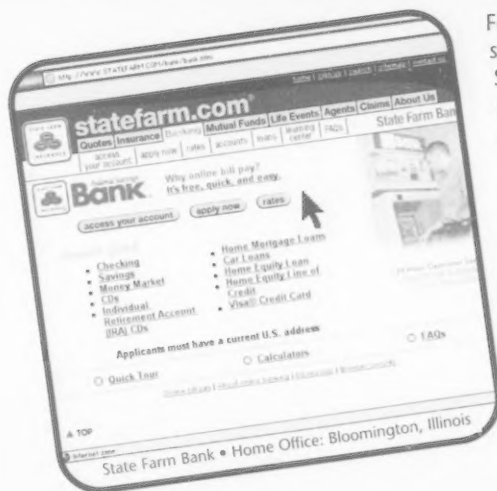 http://www.STATEFARM.COM/bank/bank.htm
statefarm.com®
Quotes Insurance Banking Mutual Funds Life Events Agents Claims About Us
access your account apply now rates accounts loans learning center FAQs
State Farm Ban
Bank
Why online bill pay?
It's free, quick, and easy.
access your account apply now rates
• Checking
• Savings
• Money Market
• CDs
• Individual
Retirement Account
(IRA) CDs
• Home Mortgage Loans
• Car Loans
• Home Equity Loan
• Home Equity Line of
Credit
• Visa® Credit Card
Applicants must have a current U.S. address
Quick Tour
Calculators
FAQs
TOP
State Farm Bank • Home Office: Bloomington, Illinois
F
s
S